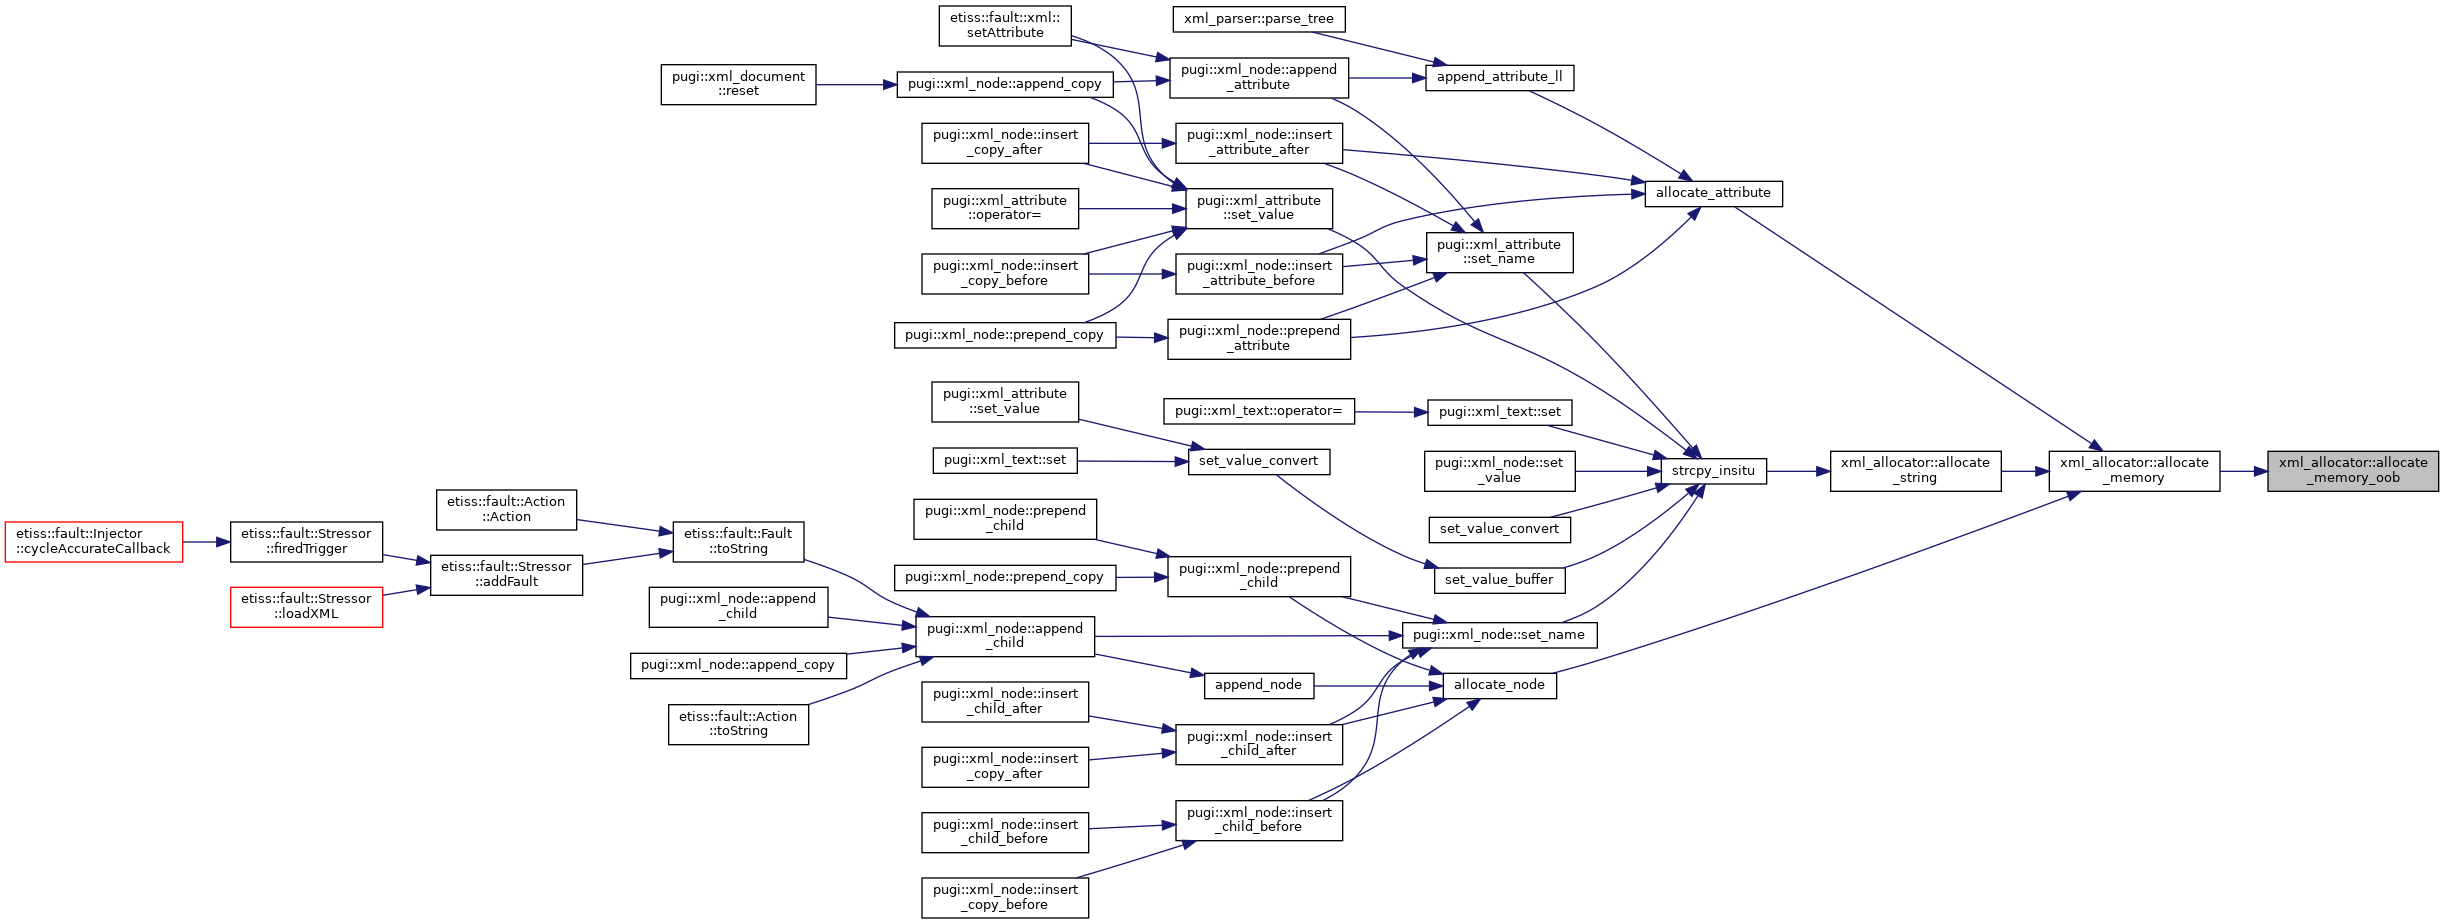 etiss::fault::xml::
setAttribute
xml_parser::parse_tree
pugi::xml_document
::reset
pugi::xml_node::append_copy
pugi::xml_node::append
_attribute
append_attribute_ll
pugi::xml_node::insert
_copy_after
pugi::xml_node::insert
_attribute_after
allocate_attribute
pugi::xml_attribute
::operator=
pugi::xml_attribute
::set_value
pugi::xml_attribute
::set_name
pugi::xml_node::insert
_copy_before
pugi::xml_node::insert
_attribute_before
pugi::xml_node::prepend_copy
pugi::xml_node::prepend
_attribute
pugi::xml_attribute
::set_value
pugi::xml_text::operator=
pugi::xml_text::set
pugi::xml_text::set
set_value_convert
pugi::xml_node::set
_value
strcpy_insitu
xml_allocator::allocate
_string
xml_allocator::allocate
_memory
xml_allocator::allocate
_memory_oob
etiss::fault::Action
::Action
pugi::xml_node::prepend
_child
set_value_convert
etiss::fault::Injector
::cycleAccurateCallback
etiss::fault::Stressor
::firedTrigger
etiss::fault::Fault
::toString
etiss::fault::Stressor
::addFault
pugi::xml_node::prepend_copy
pugi::xml_node::prepend
_child
set_value_buffer
etiss::fault::Stressor
::loadXML
pugi::xml_node::append
_child
pugi::xml_node::append
_child
pugi::xml_node::set_name
pugi::xml_node::append_copy
append_node
allocate_node
pugi::xml_node::insert
_child_after
etiss::fault::Action
::toString
pugi::xml_node::insert
_child_after
pugi::xml_node::insert
_copy_after
pugi::xml_node::insert
_child_before
pugi::xml_node::insert
_child_before
pugi::xml_node::insert
_copy_before